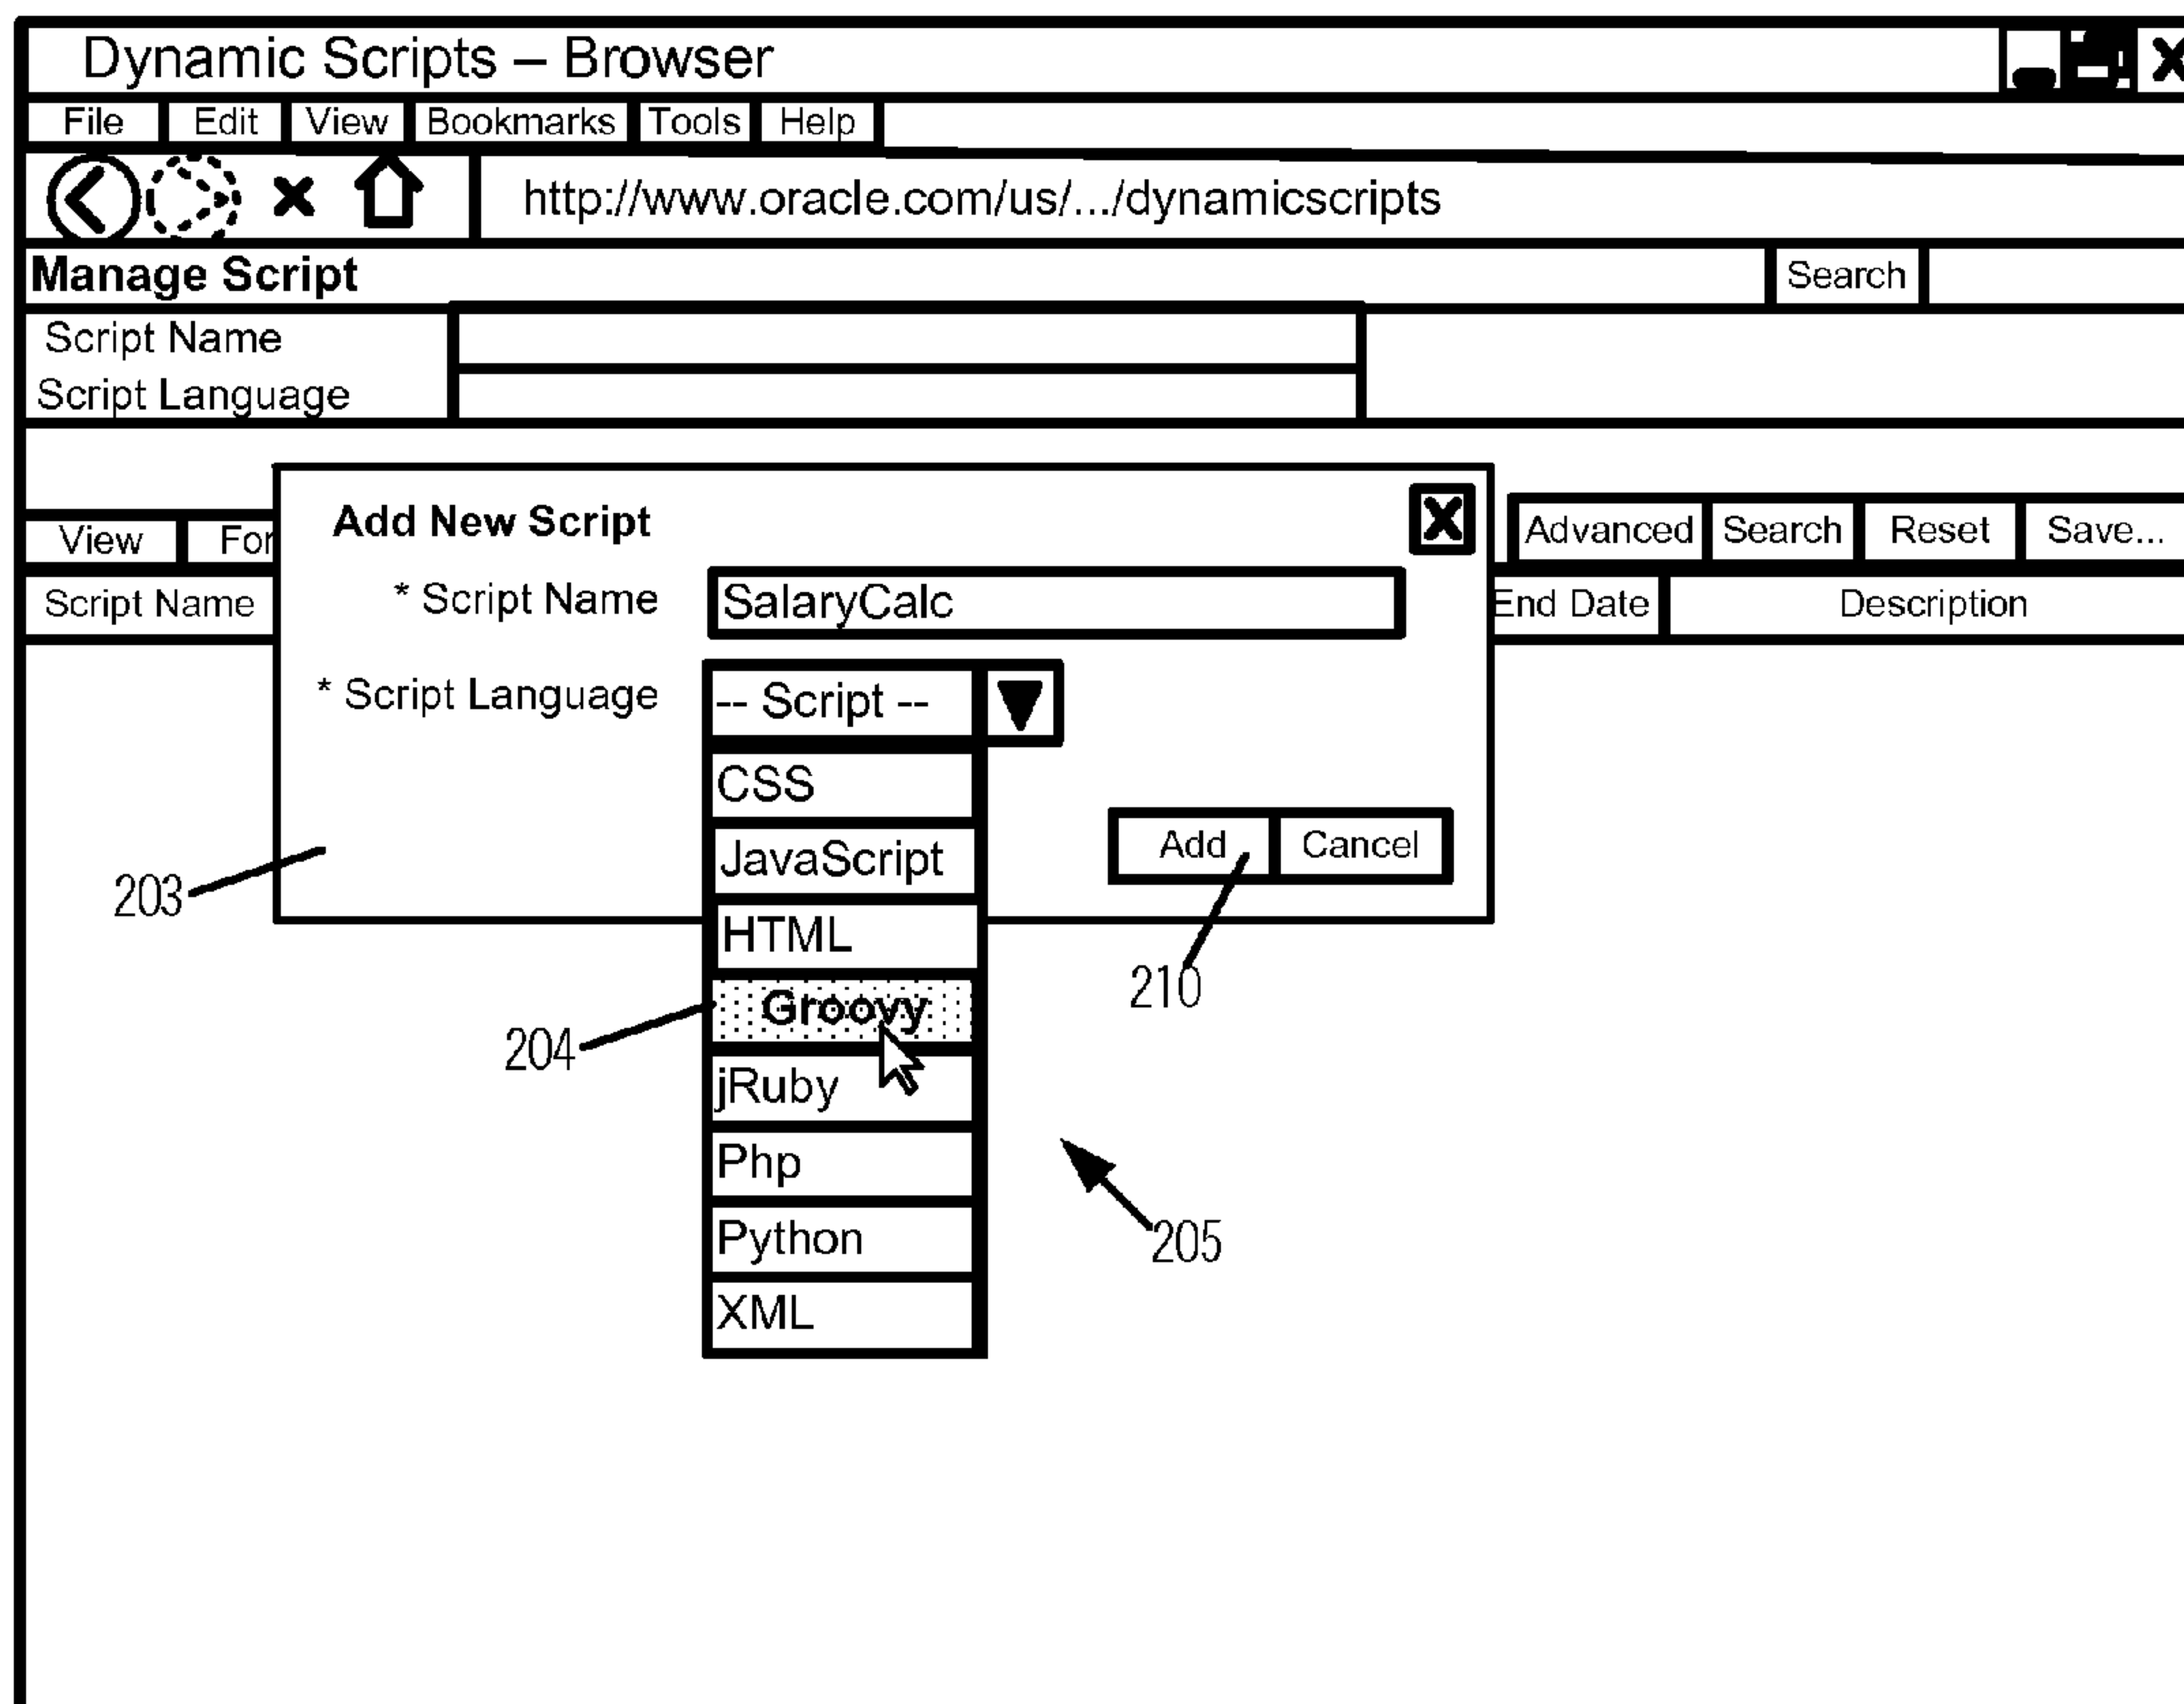 Dynamic Scripts – Browser
File Edit View Bookmarks Tools Help
http://www.oracle.com/us/.../dynamicscripts
Manage Script Search
Script Name
Script Language
Add New Script
View For Advanced Search Reset Save...
* Script Name SalaryCalc
Script Name End Date Description
* Script Language -- Script --
CSS
JavaScript
Add Cancel
203
HTML
210
Groovy
204
jRuby
Php
Python
205
XML